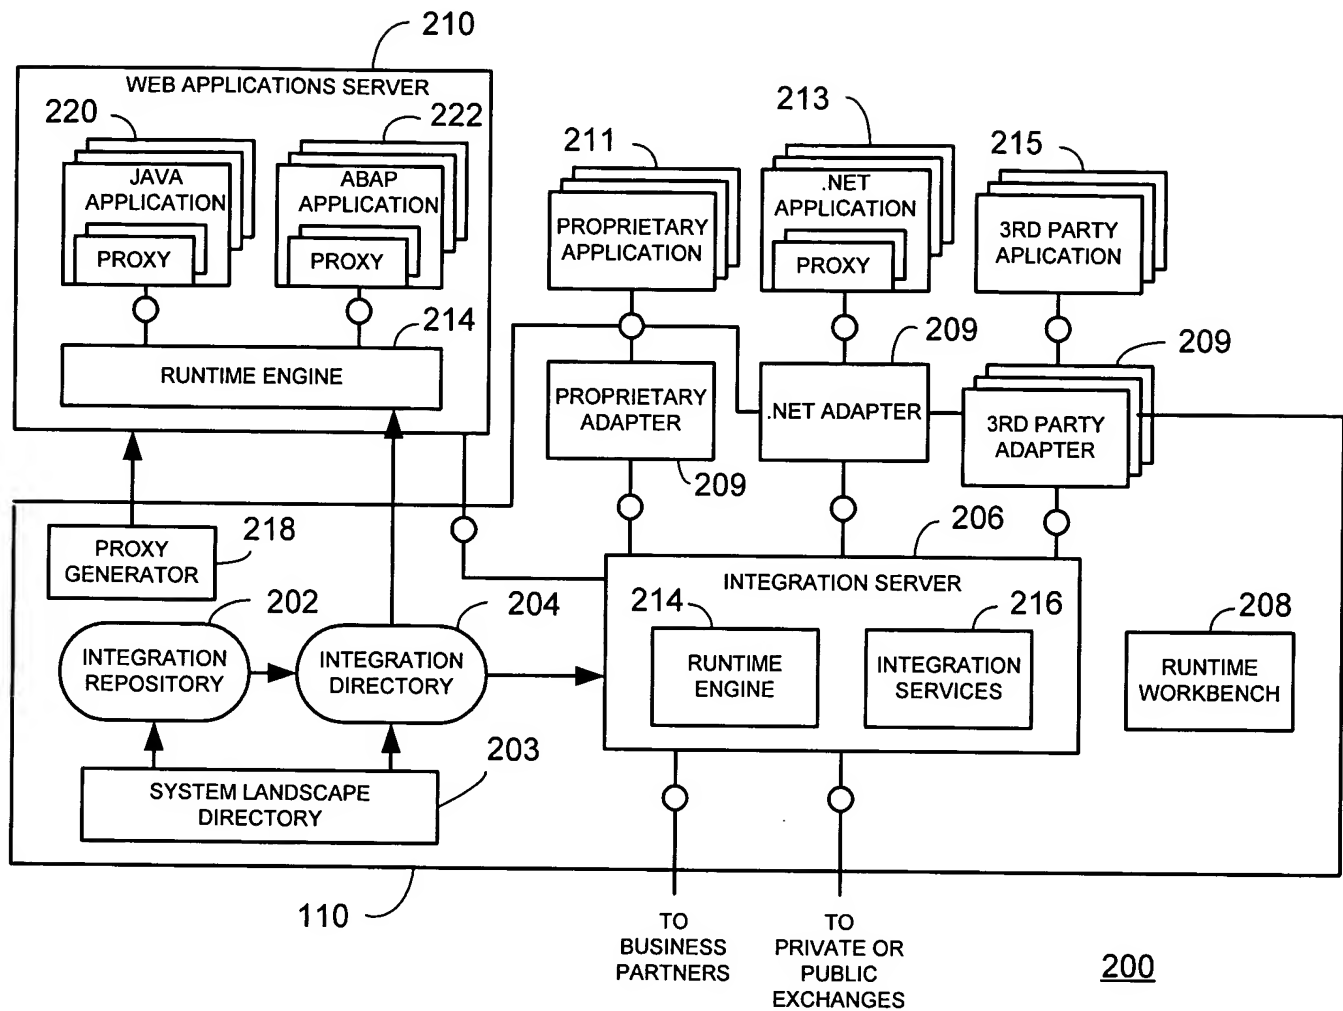 210
WEB APPLICATIONS SERVER
220
222
JAVA
APPLICATION
PROXY
ABAP
APPLICATION
PROXY
214
RUNTIME ENGINE
211
PROPRIETARY
APPLICATION
213
.NET
APPLICATION
PROXY
215
3RD PARTY
APLICATION
PROPRIETARY
ADAPTER
209
.NET ADAPTER
209
3RD PARTY
ADAPTER
209
PROXY
GENERATOR
218
202
INTEGRATION
REPOSITORY
204
INTEGRATION
DIRECTORY
203
SYSTEM LANDSCAPE
DIRECTORY
206
INTEGRATION SERVER
214
RUNTIME
ENGINE
216
INTEGRATION
SERVICES
208
RUNTIME
WORKBENCH
110
TO
BUSINESS
PARTNERS
TO
PRIVATE OR
PUBLIC
EXCHANGES
200